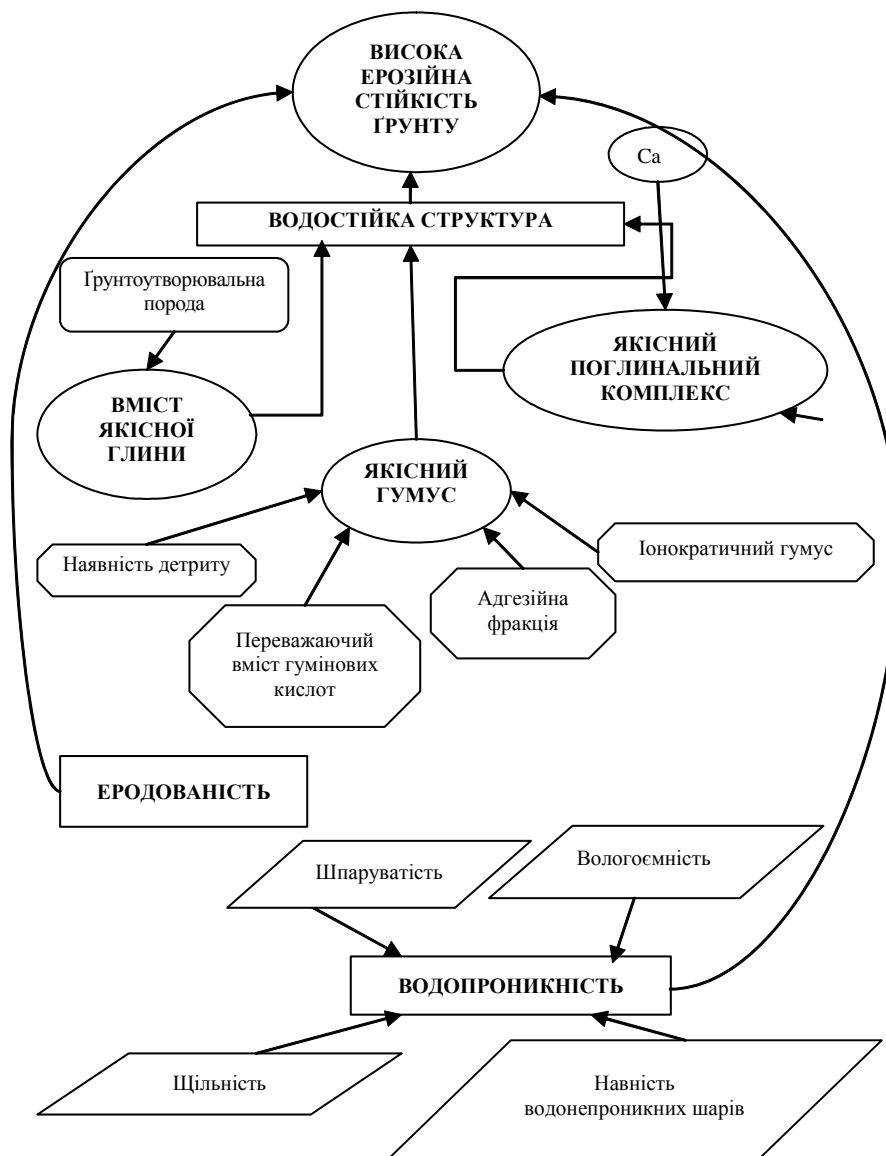 ВИСОКА
ЕРОЗІЙНА
СТІЙКІСТЬ
ҐРУНТУ
Ca
ВОДОСТІЙКА СТРУКТУРА
Ґрунтоутворювальна
порода
ЯКІСНИЙ
ПОГЛИНАЛЬНИЙ
КОМПЛЕКС
ВМІСТ
ЯКІСНОЇ
ГЛИНИ
ЯКІСНИЙ
ГУМУС
Наявність детриту
Іонократичний гумус
Адгезійна
фракція
Переважаючий
вміст гумінових
кислот
ЕРОДОВАНІСТЬ
Шпаруватість
Вологоємність
ВОДОПРОНИКНІСТЬ
Щільність
Навність
водонепроникних шарів